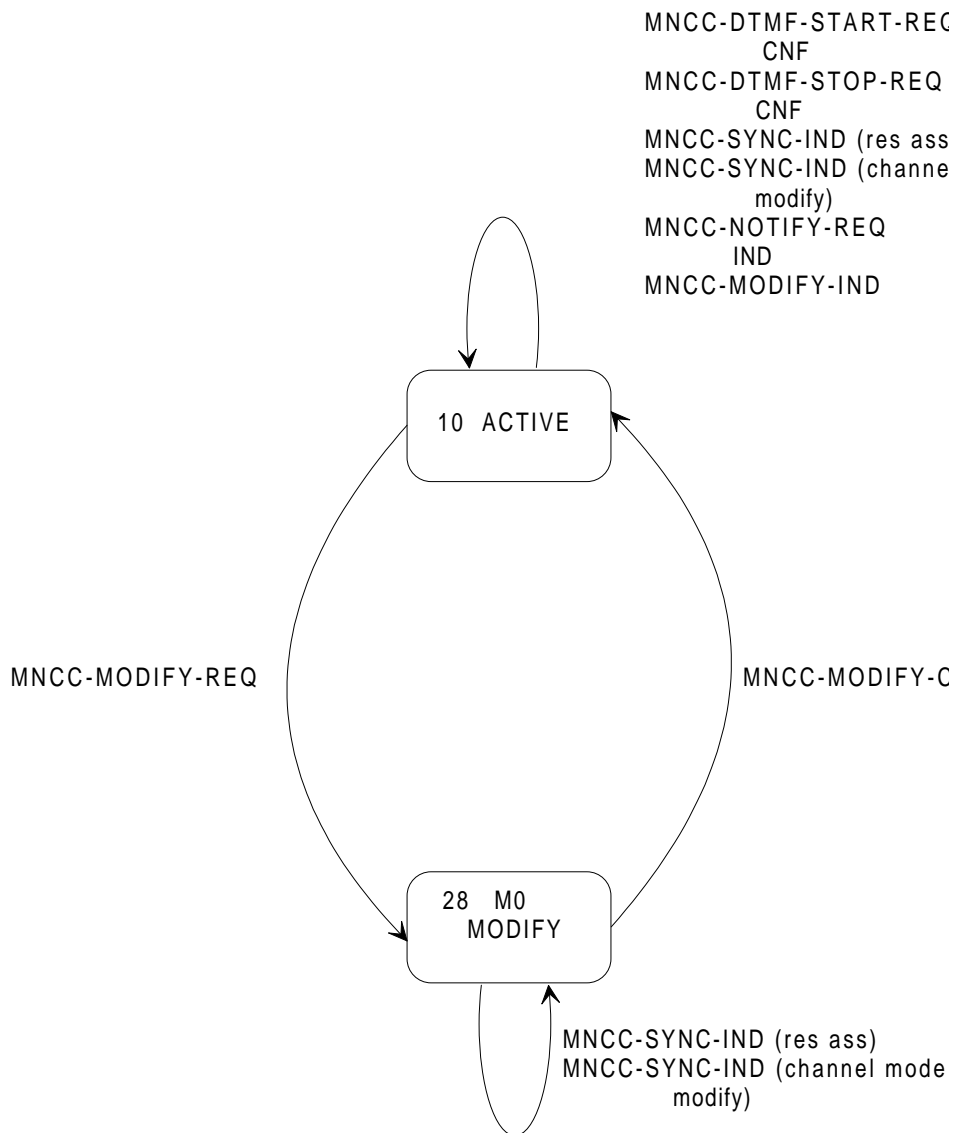 MNCC-DTMF-START-REQ
CNF
MNCC-DTMF-STOP-REQ
CNF
MNCC-SYNC-IND (res ass
MNCC-SYNC-IND (channe
modify)
MNCC-NOTIFY-REQ
IND
MNCC-MODIFY-IND
10 ACTIVE
MNCC-MODIFY-REQ
MNCC-MODIFY-C
28 M0
MODIFY
MNCC-SYNC-IND (res ass)
MNCC-SYNC-IND (channel mode
modify)